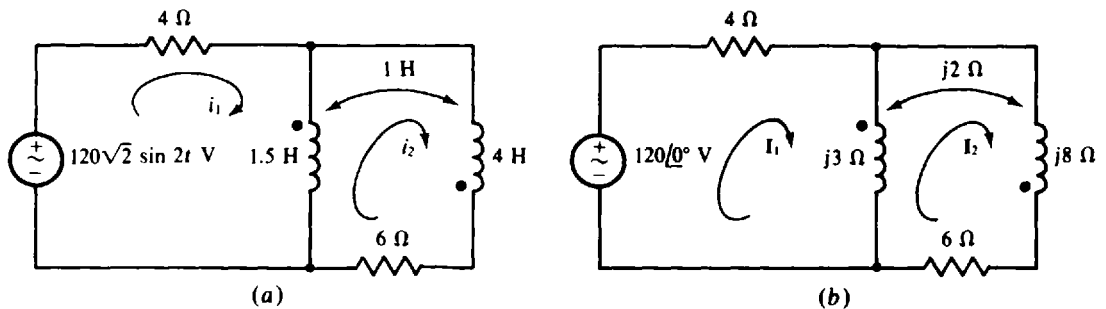 4 Ω
1 H
i₁
120√2 sin 2t V
1.5 H
i₂
4 H
6 Ω
(a)
4 Ω
j2 Ω
120∠0° V
I₁
j3 Ω
I₂
j8 Ω
6 Ω
(b)